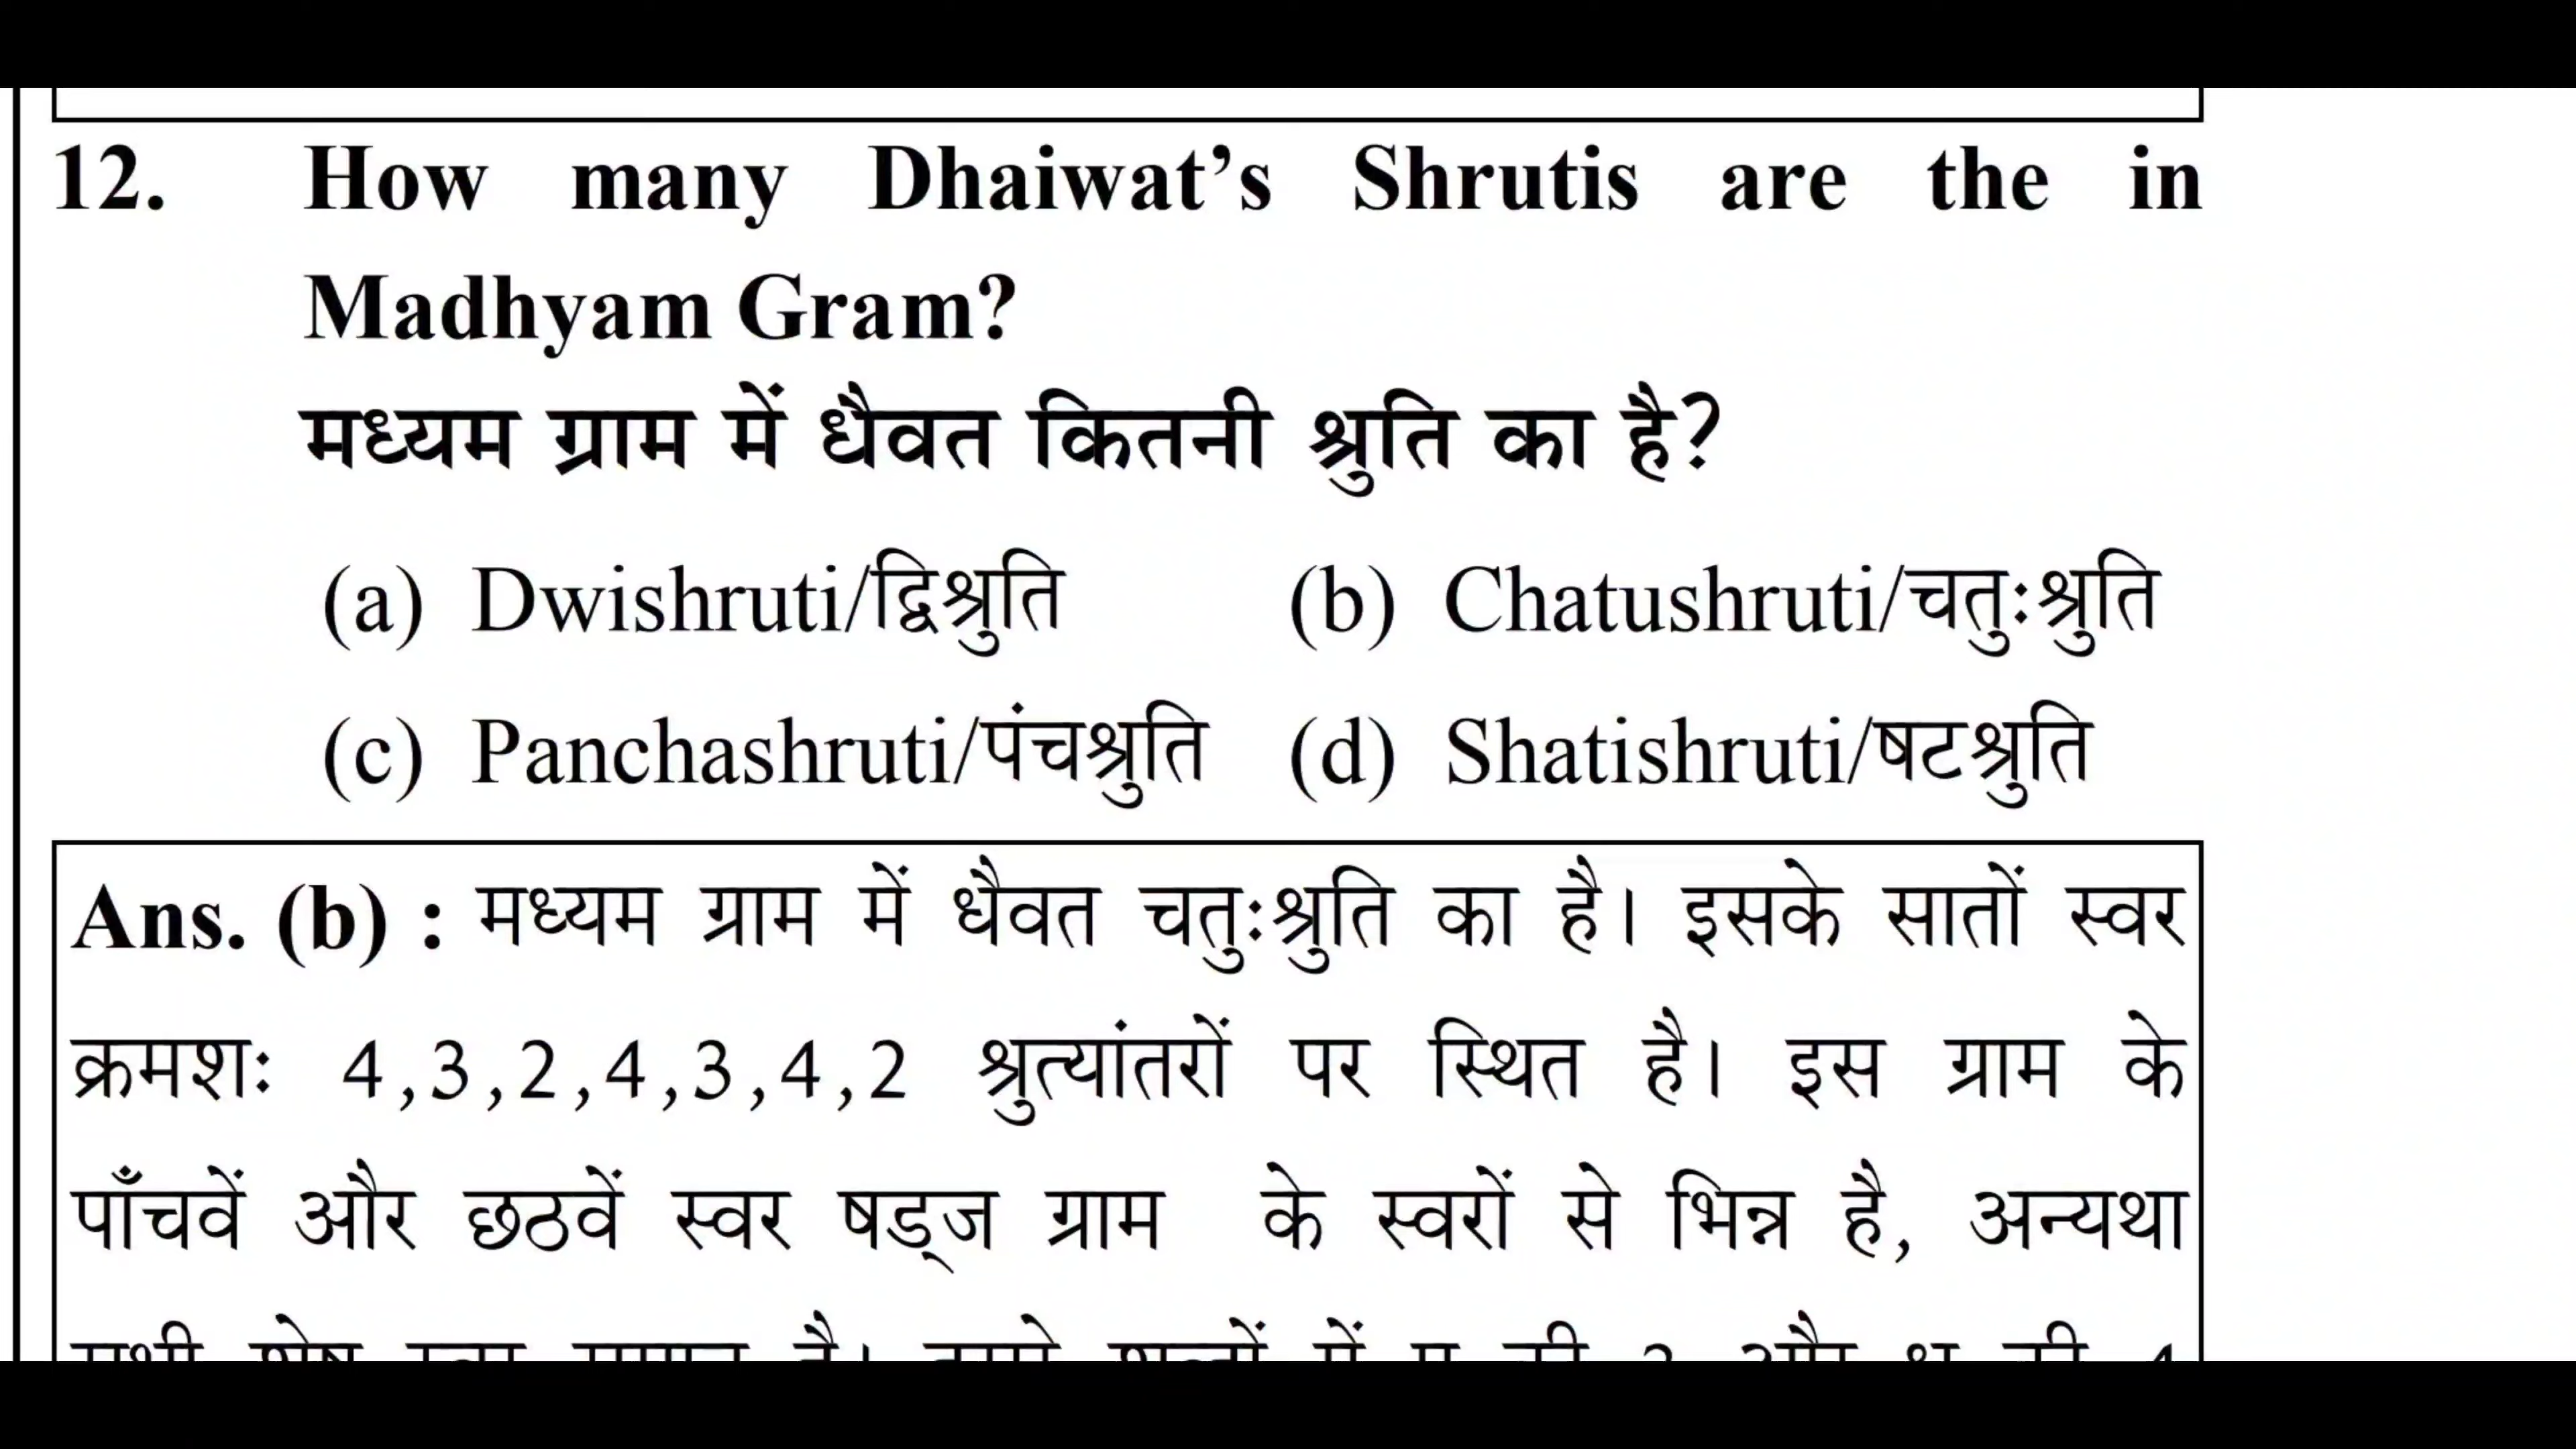 12. How many Dhaiwat’s Shrutis are the in
Madhyam Gram?
मध्यम ग्राम में धैवत कितनी श्रुति का है?
(a) Dwishruti/द्विश्रुति (b) Chatushruti/चतुःश्रुति
(c) Panchashruti/पंचश्रुति (d) Shatishruti/षटश्रुति
Ans. (b) : मध्यम ग्राम में धैवत चतुःश्रुति का है। इसके सातों स्वर
क्रमशः 4,3,2,4,3,4,2 श्रुत्यांतरों पर स्थित है। इस ग्राम के
पाँचवें और छठवें स्वर षड्ज ग्राम के स्वरों से भिन्न है, अन्यथा